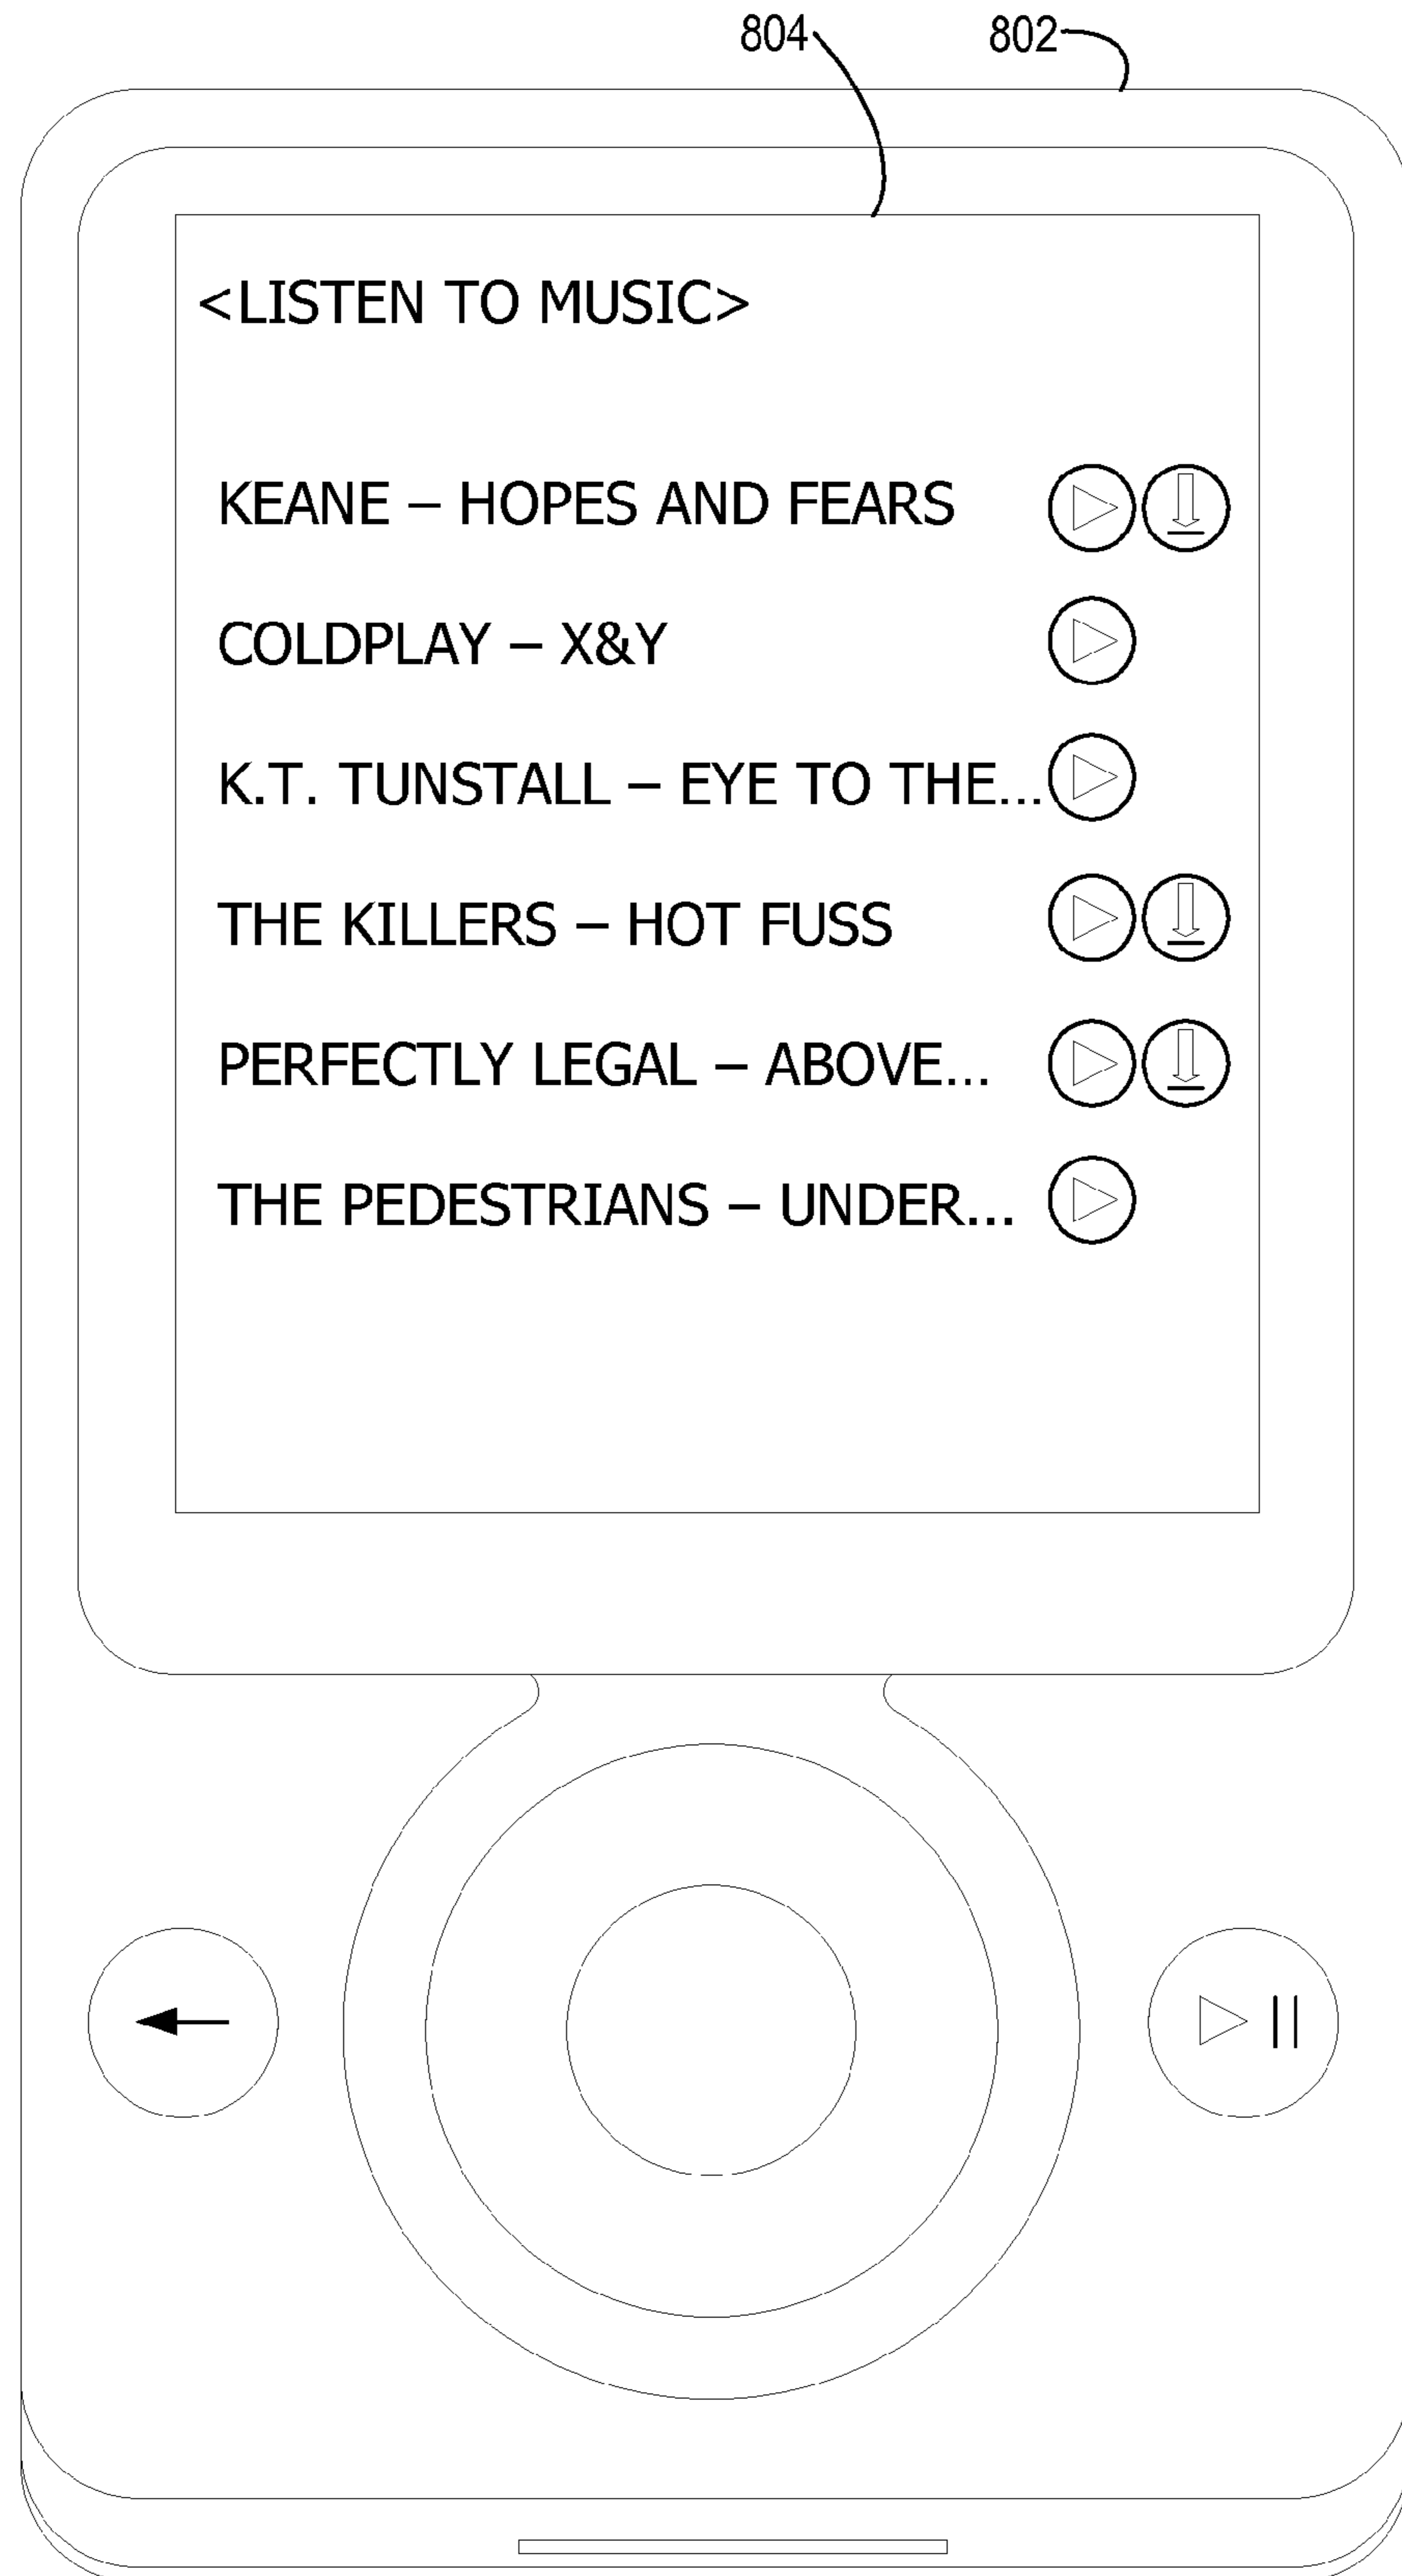 804 802
<LISTEN TO MUSIC>
KEANE – HOPES AND FEARS
COLDPLAY – X&Y
K.T. TUNSTALL – EYE TO THE...
THE KILLERS – HOT FUSS
PERFECTLY LEGAL – ABOVE...
THE PEDESTRIANS – UNDER...